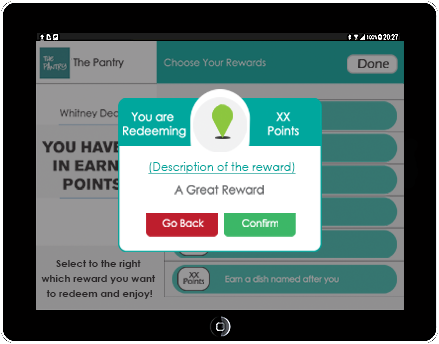 100% 20:27
The Pantry
The Pantry
Choose Your Rewards
Done
Whitney Dea
YOU HAVE
IN EARN
POINTS
Select to the right
which reward you want
to redeem and enjoy!
You are
Redeeming
XX
Points
(Description of the reward)
A Great Reward
Go Back
Confirm
XX
Points
Earn a dish named after you